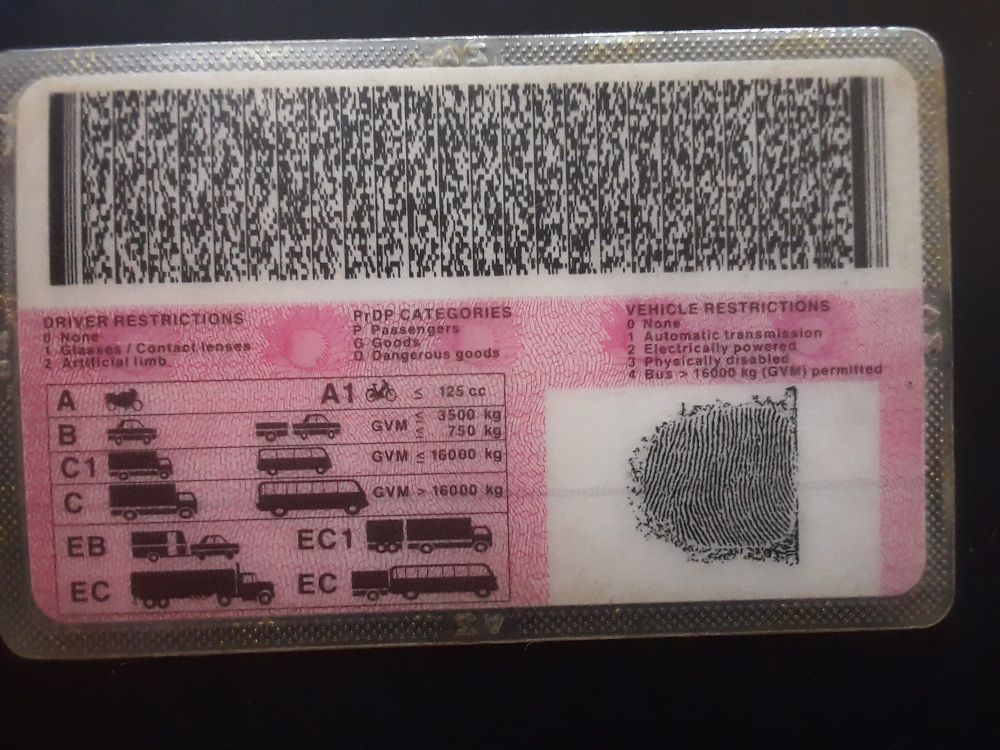 DRIVER RESTRICTIONS
0 None
1 Glasses / Contact lenses
2 Artificial limb
PrDP CATEGORIES
P Passengers
G Goods
D Dangerous goods
VEHICLE RESTRICTIONS
0 None
1 Automatic transmission
2 Electrically powered
3 Physically disabled
4 Bus > 16000 kg (GVM) permitted
A
A1 ≤ 125 cc
B GVM ≤ 3500 kg
≤ 750 kg
C1 GVM ≤ 16000 kg
C GVM > 16000 kg
EB
EC1
EC
EC